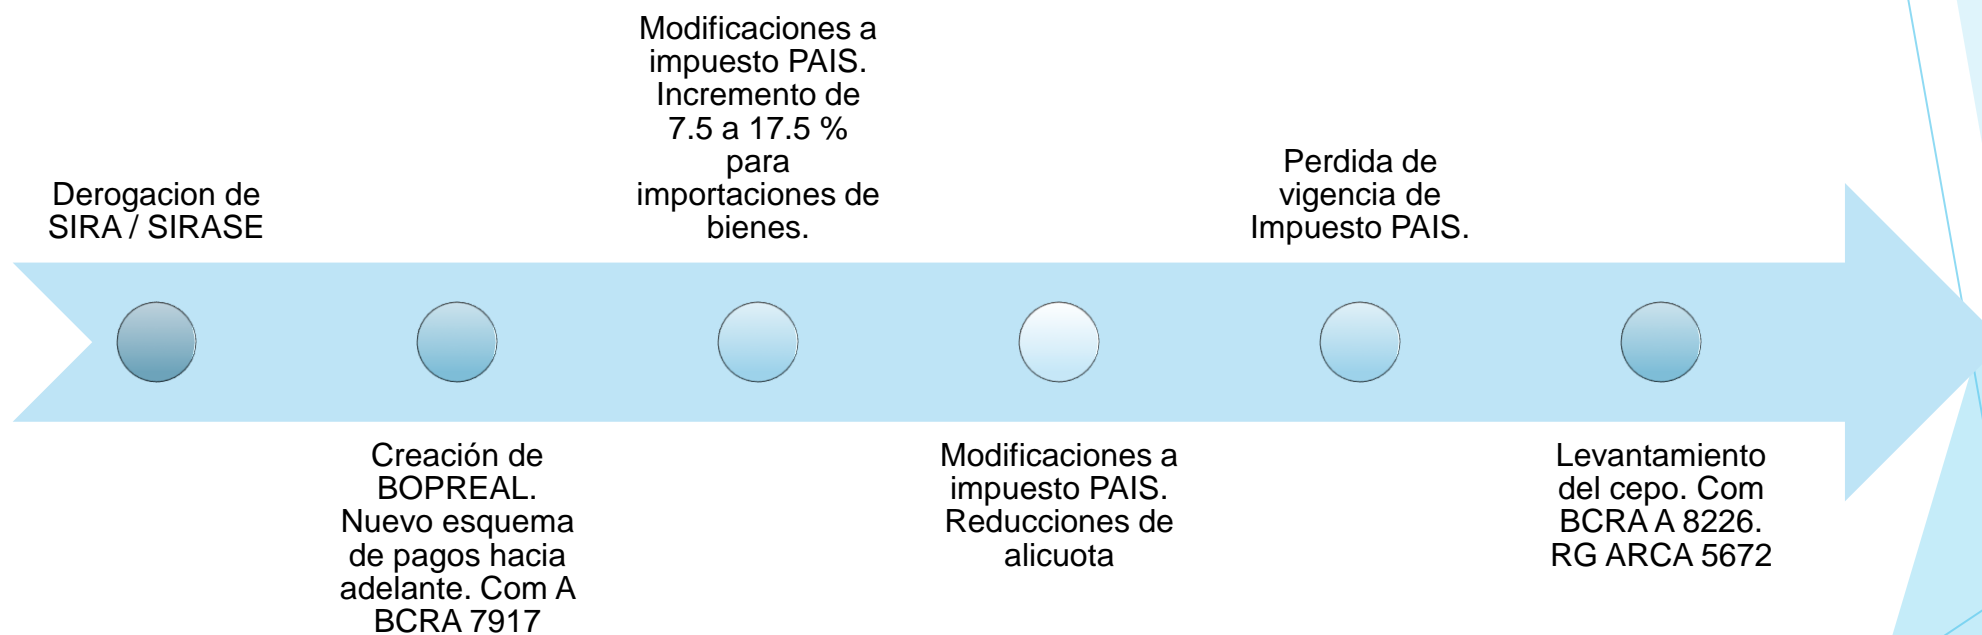 Derogacion de
SIRA / SIRASE
Creación de
BOPREAL.
Nuevo esquema
de pagos hacia
adelante. Com A
BCRA 7917
Modificaciones a
impuesto PAIS.
Incremento de
7.5 a 17.5 %
para
importaciones de
bienes.
Modificaciones a
impuesto PAIS.
Reducciones de
alicuota
Perdida de
vigencia de
Impuesto PAIS.
Levantamiento
del cepo. Com
BCRA A 8226.
RG ARCA 5672